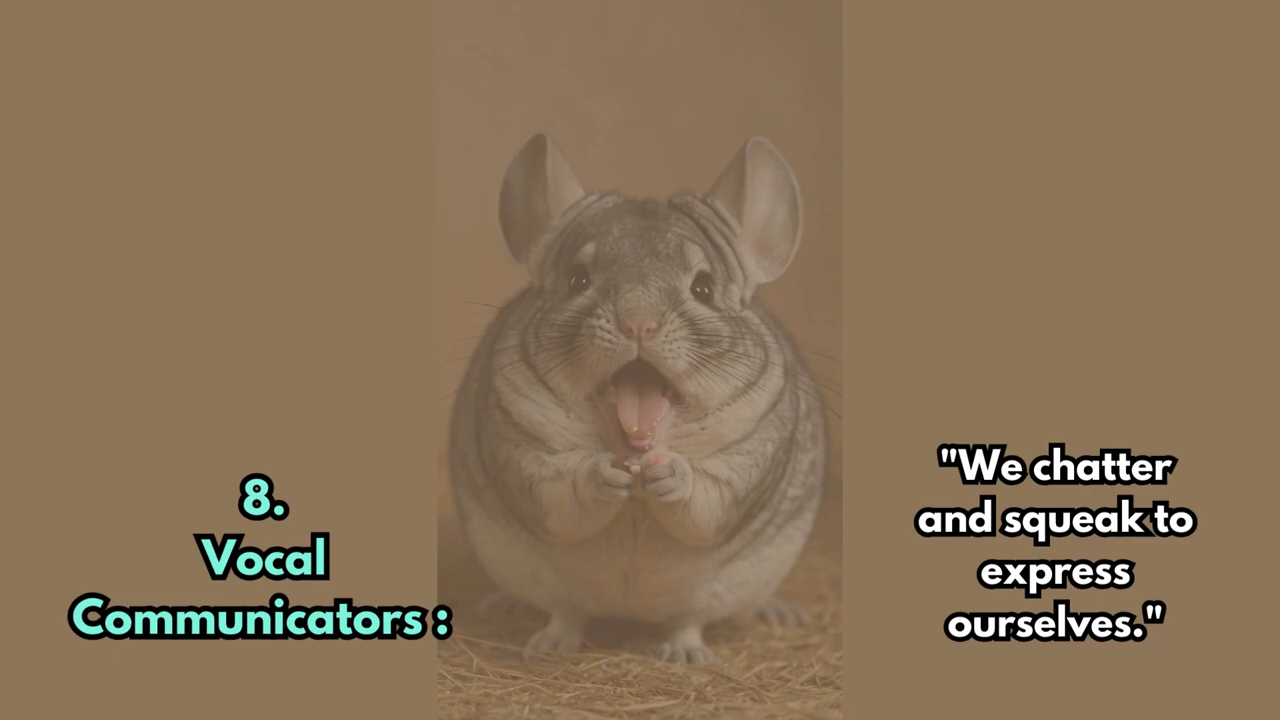 8.
Vocal
Communicators :
"We chatter
and squeak to
express
ourselves."